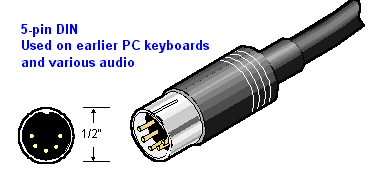 5-pin DIN
Used on earlier PC keyboards
and various audio
1/2"